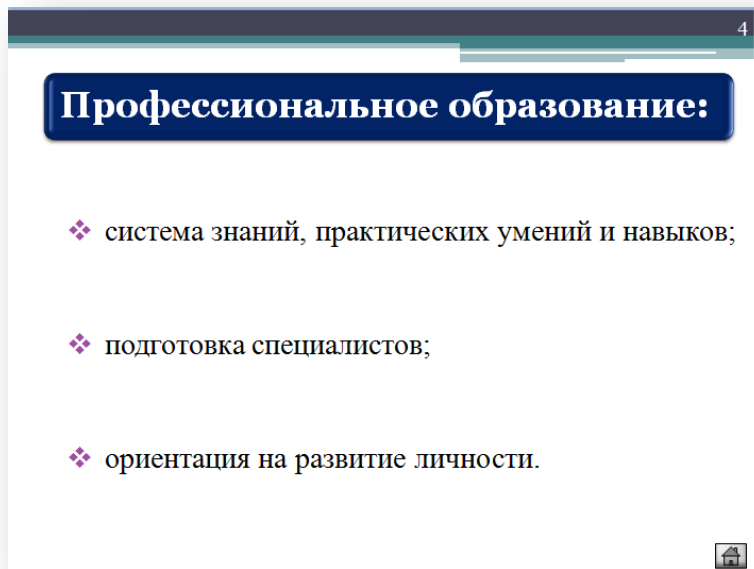 4
Профессиональное образование:
система знаний, практических умений и навыков;
подготовка специалистов;
ориентация на развитие личности.